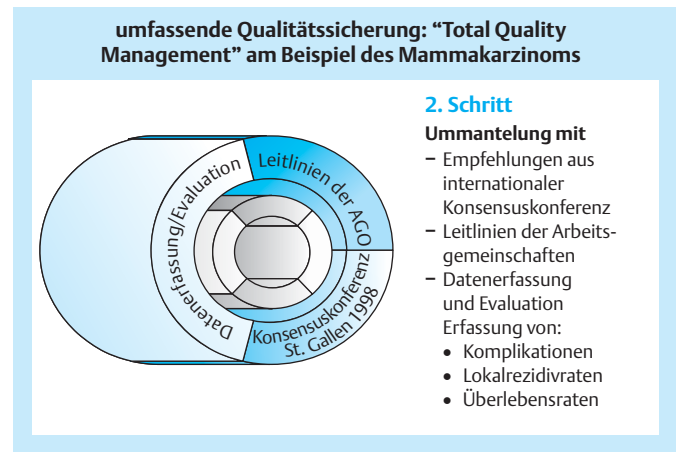 umfassende Qualitätssicherung: “Total Quality
Management” am Beispiel des Mammakarzinoms
Datenerfassung/Evaluation
Leitlinien der AGO
Konsensuskonferenz
St. Gallen 1998
2. Schritt
Ummantelung mit
– Empfehlungen aus
internationaler
Konsensuskonferenz
– Leitlinien der Arbeits-
gemeinschaften
– Datenerfassung
und Evaluation
Erfassung von:
• Komplikationen
• Lokalrezidivraten
• Überlebensraten